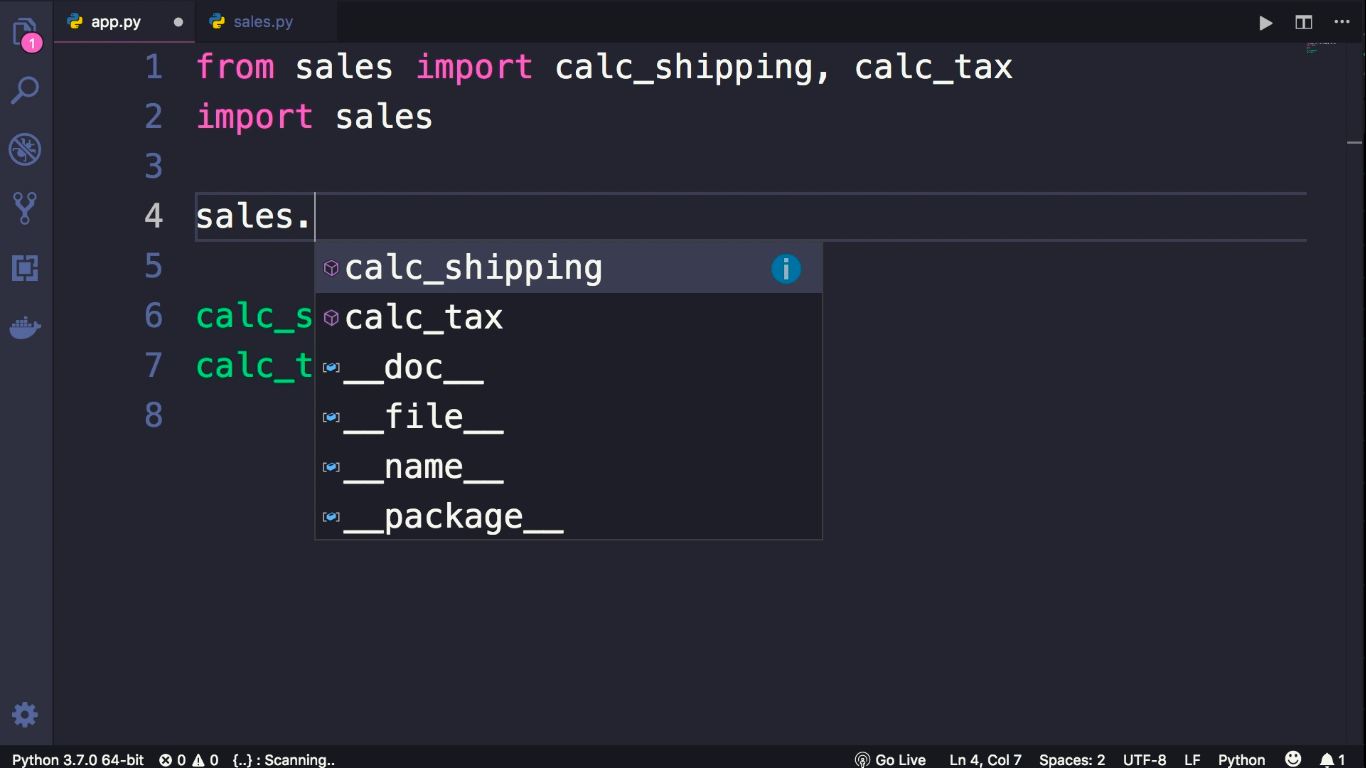 app.py sales.py
1
1 from sales import calc_shipping, calc_tax
2 import sales
3
4 sales.
5 calc_shipping
6 calc_s calc_tax
7 calc_t __doc__
8 __file__
__name__
__package__
Python 3.7.0 64-bit 0 0 {..} : Scanning.. Go Live Ln 4, Col 7 Spaces: 2 UTF-8 LF Python 1